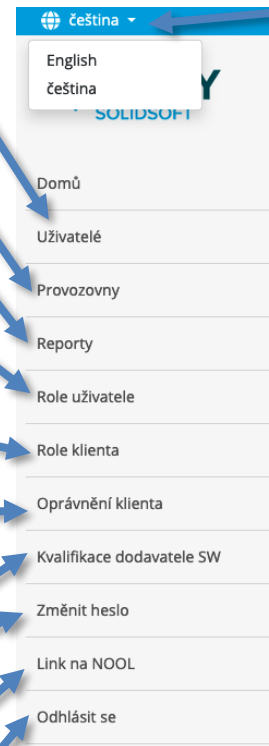 čeština
English
čeština
Y
SOLIDSOFT
Domů
Uživatelé
Provozovny
Reporty
Role uživatele
Role klienta
Oprávnění klienta
Kvalifikace dodavatele SW
Změnit heslo
Link na NOOL
Odhlásit se